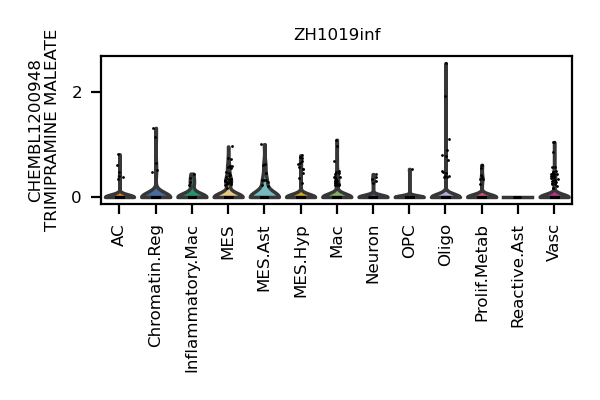 ZH1019inf
CHEMBL1200948
TRIMIPRAMINE MALEATE
2
0
AC
Chromatin.Reg
Inflammatory.Mac
MES
MES.Ast
MES.Hyp
Mac
Neuron
OPC
Oligo
Prolif.Metab
Reactive.Ast
Vasc